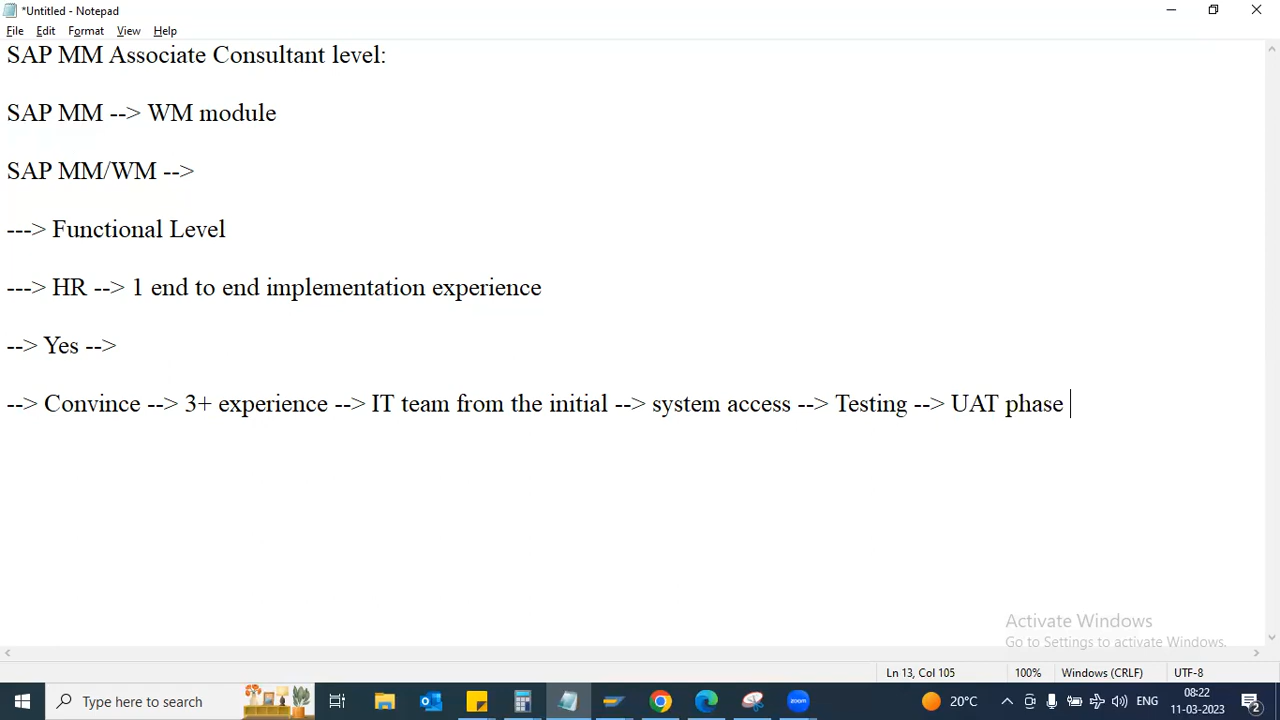 *Untitled - Notepad
File Edit Format View Help
SAP MM Associate Consultant level:
SAP MM --> WM module
SAP MM/WM -->
---> Functional Level
---> HR --> 1 end to end implementation experience
--> Yes -->
--> Convince --> 3+ experience --> IT team from the initial --> system access --> Testing --> UAT phase
Activate Windows
Go to Settings to activate Windows.
Ln 13, Col 105 100% Windows (CRLF) UTF-8
Type here to search zoom 20°C ENG 08:22
11-03-2023 2